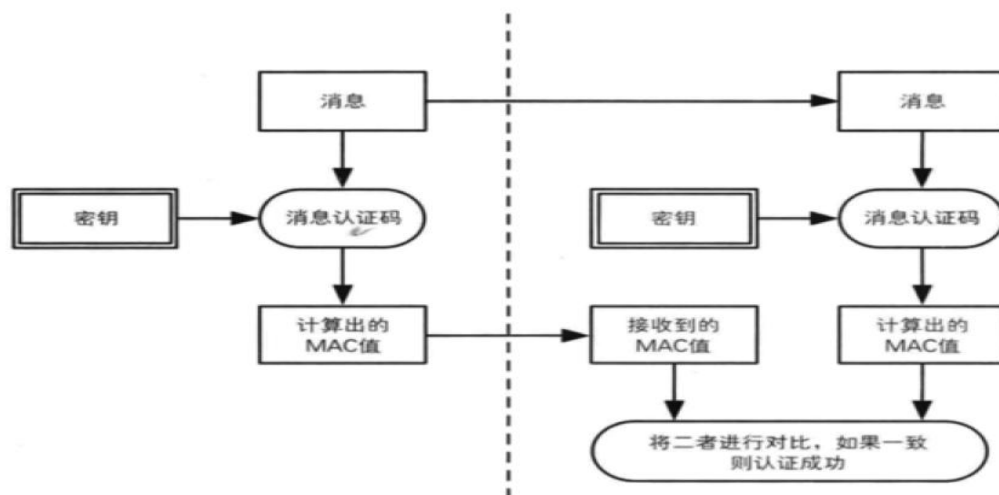 消息
消息
密钥
消息认证码
密钥
消息认证码
计算出的
MAC值
接收到的
MAC值
计算出的
MAC值
将二者进行对比，如果一致
则认证成功